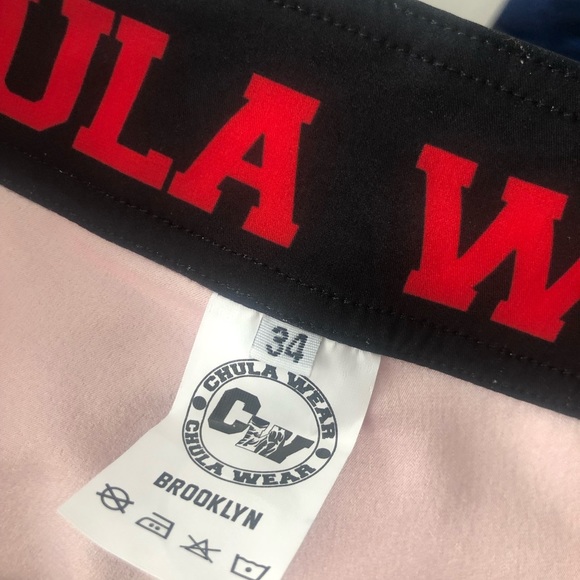 ULA W
34
CHULA WEAR
CW
CHULA WEAR
BROOKLYN